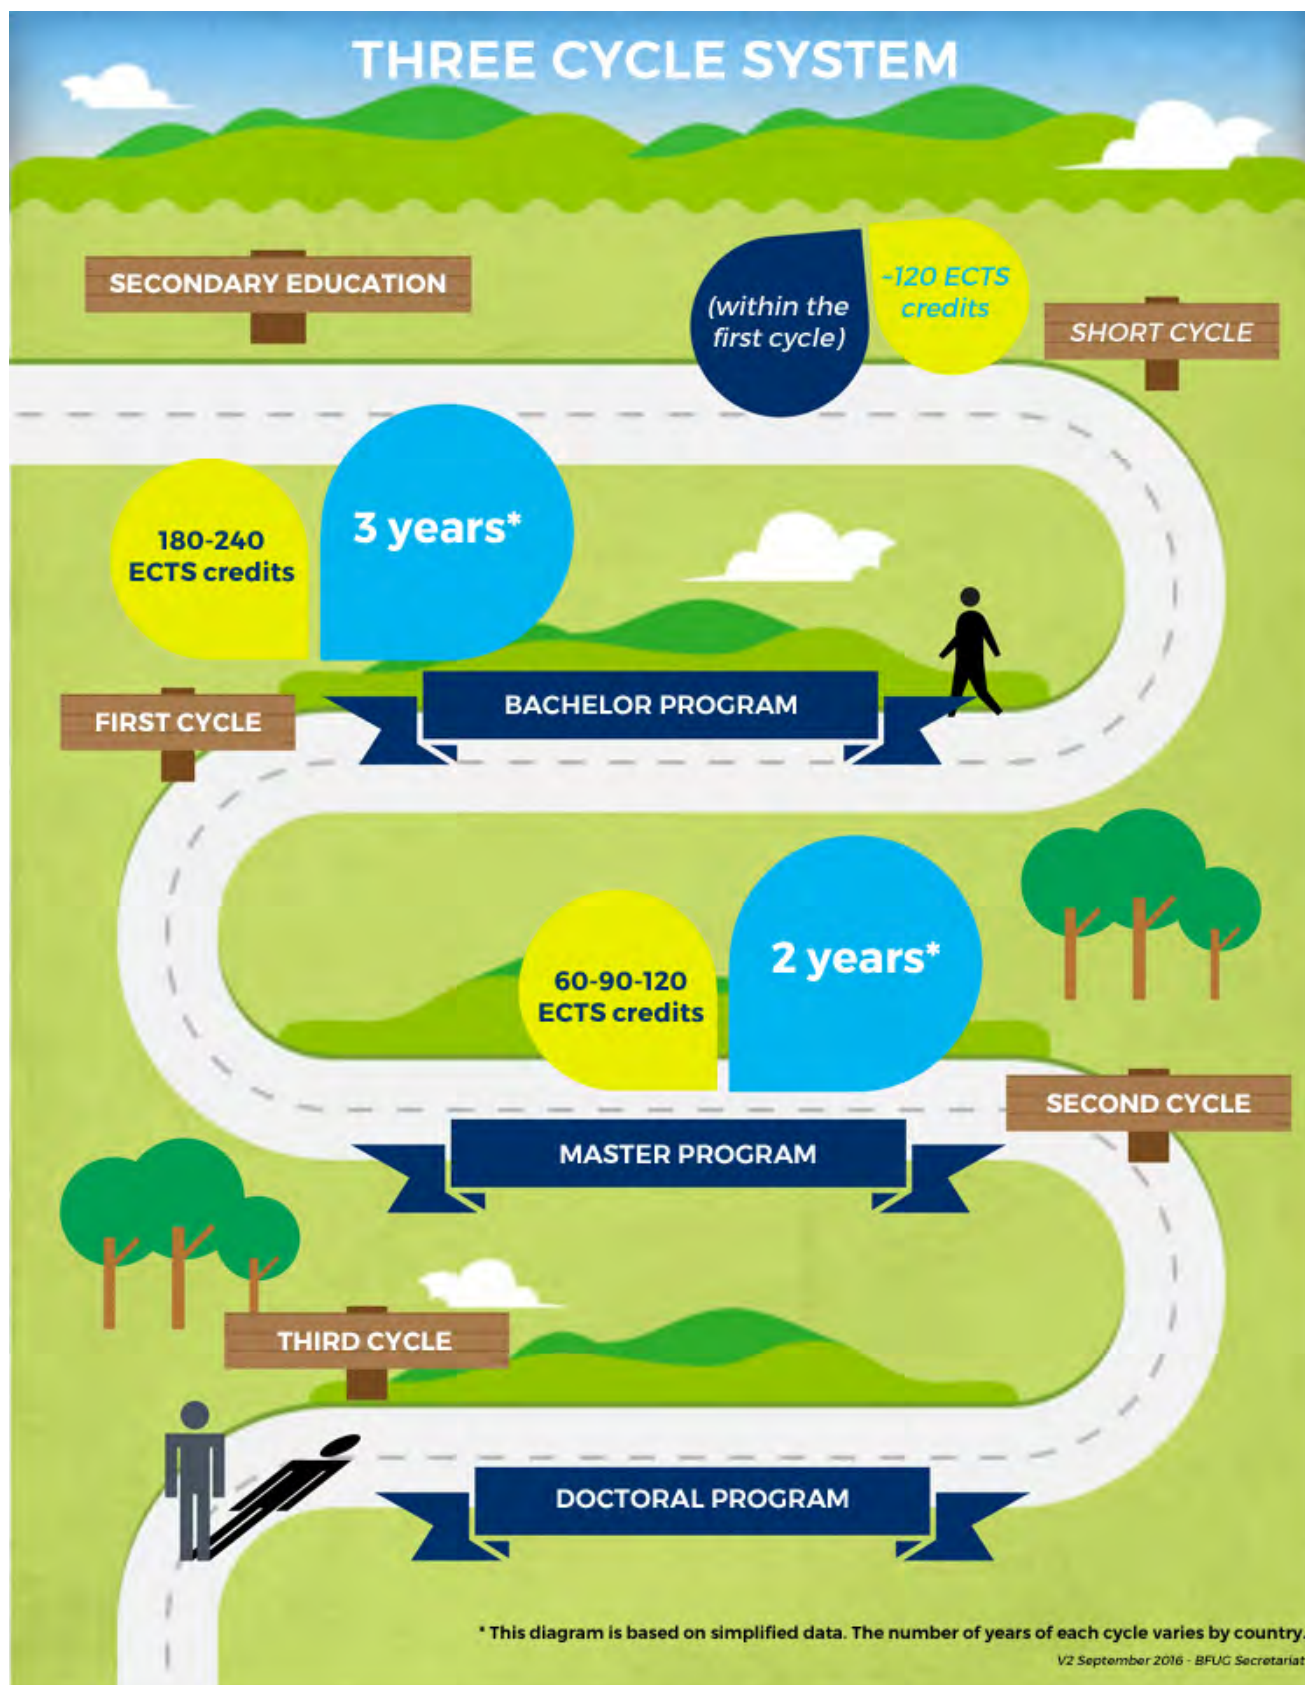 THREE CYCLE SYSTEM
SECONDARY EDUCATION
(within the
first cycle)
~120 ECTS
credits
SHORT CYCLE
180-240
ECTS credits
3 years*
FIRST CYCLE
BACHELOR PROGRAM
60-90-120
ECTS credits
2 years*
SECOND CYCLE
MASTER PROGRAM
THIRD CYCLE
DOCTORAL PROGRAM
* This diagram is based on simplified data. The number of years of each cycle varies by country.
V2 September 2016 - BFUG Secretariat